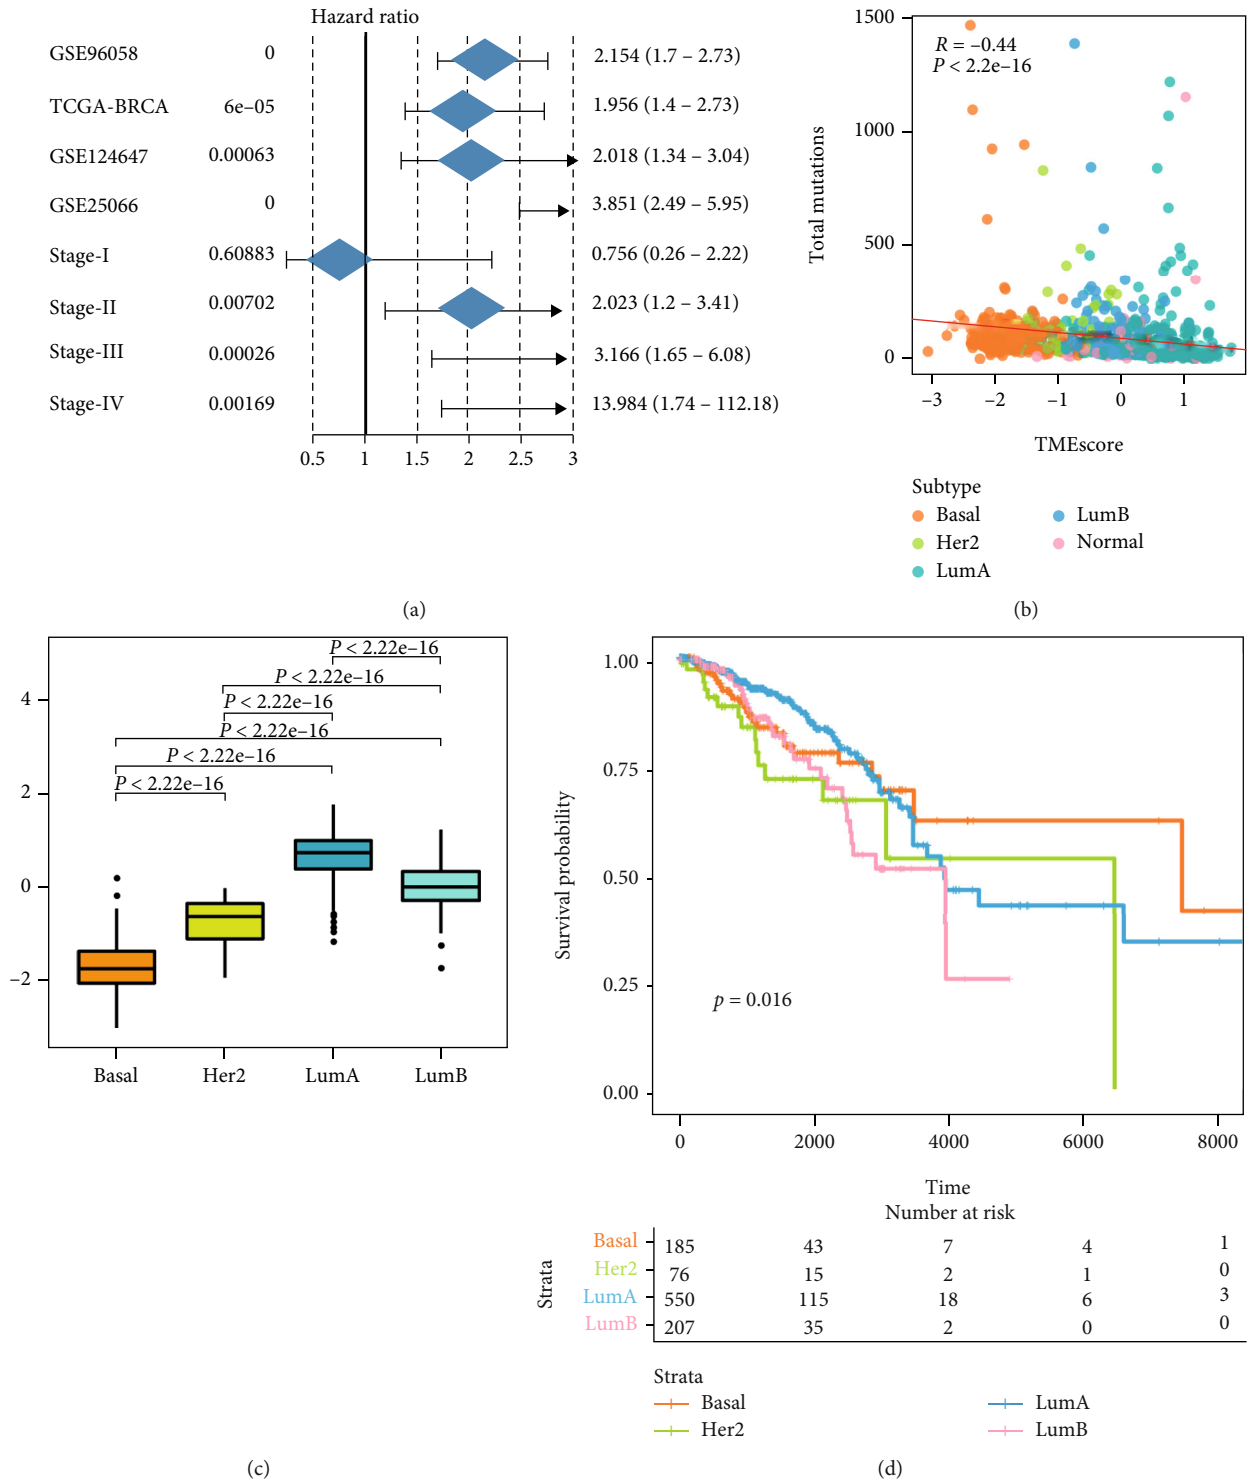 Hazard ratio
GSE96058 0 2.154 (1.7 – 2.73)
TCGA-BRCA 6e–05 1.956 (1.4 – 2.73)
GSE124647 0.00063 2.018 (1.34 – 3.04)
GSE25066 0 3.851 (2.49 – 5.95)
Stage-I 0.60883 0.756 (0.26 – 2.22)
Stage-II 0.00702 2.023 (1.2 – 3.41)
Stage-III 0.00026 3.166 (1.65 – 6.08)
Stage-IV 0.00169 13.984 (1.74 – 112.18)
0.5 1 1.5 2 2.5 3
(a)
R = –0.44
P < 2.2e–16
Total mutations
1500
1000
500
0
–3 –2 –1 0 1
TMEscore
Subtype
Basal LumB
Her2 Normal
LumA
(b)
P < 2.22e–16
P < 2.22e–16
P < 2.22e–16
P < 2.22e–16
P < 2.22e–16
P < 2.22e–16
4
2
0
–2
Basal Her2 LumA LumB
(c)
Survival probability
1.00
0.75
0.50
0.25
0.00
p = 0.016
0 2000 4000 6000 8000
Time
Number at risk
Strata
Basal 185 43 7 4 1
Her2 76 15 2 1 0
LumA 550 115 18 6 3
LumB 207 35 2 0 0
Strata
Basal LumA
Her2 LumB
(d)